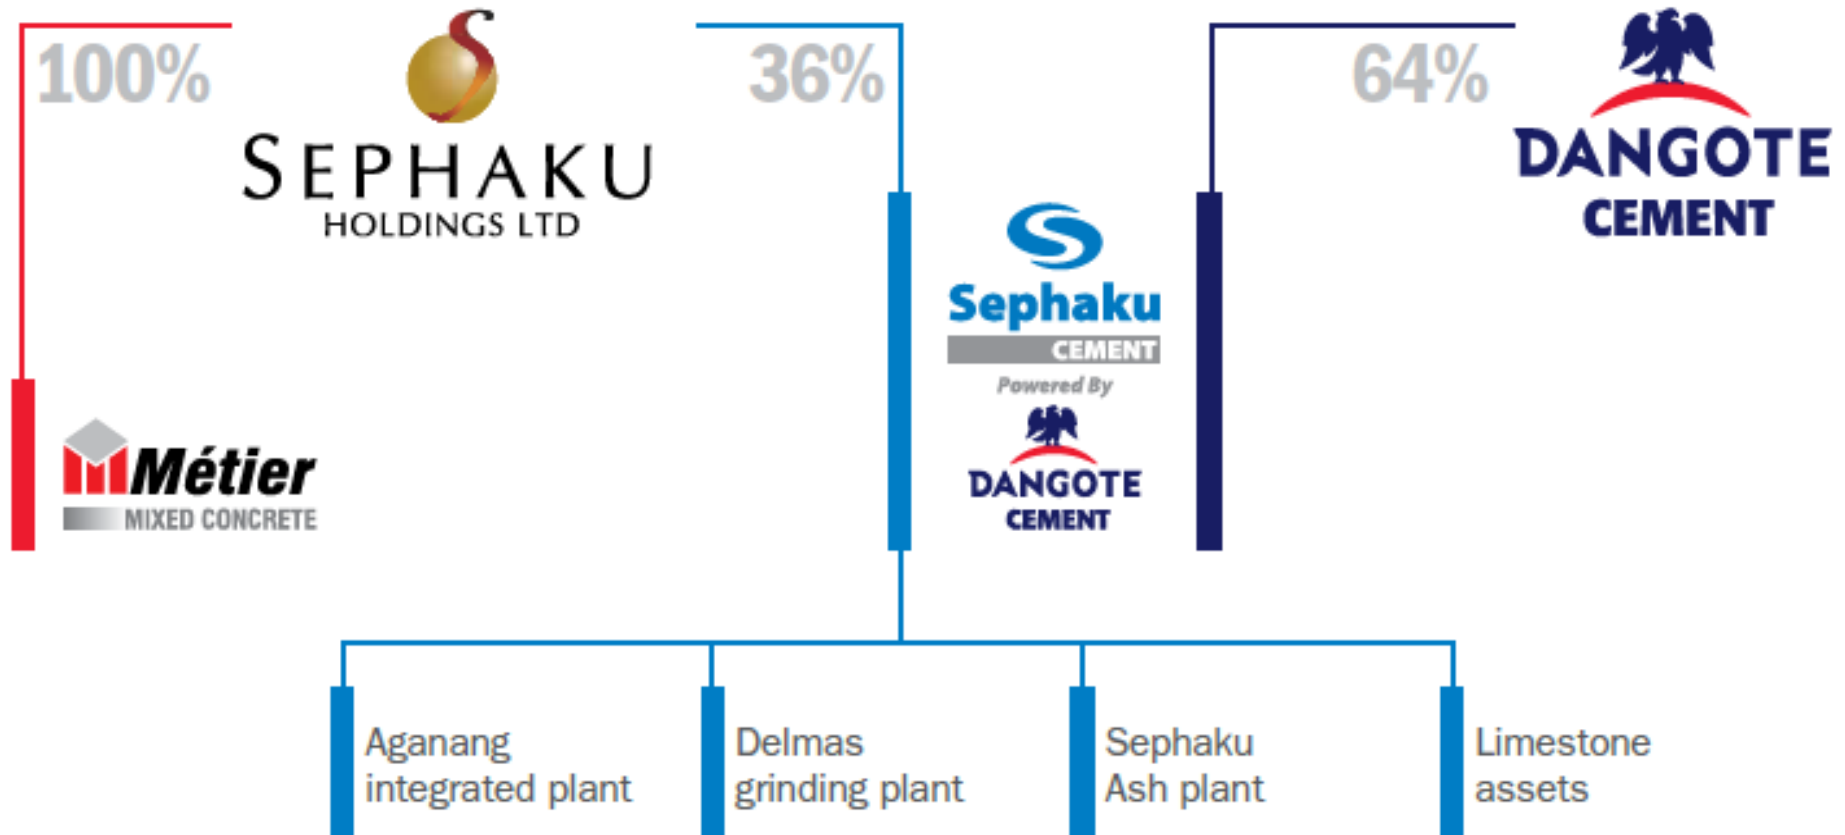 100%
SEPHAKU
HOLDINGS LTD
36%
64%
DANGOTE
CEMENT
Sephaku
CEMENT
Powered By
DANGOTE
CEMENT
Métier
MIXED CONCRETE
Aganang
integrated plant
Delmas
grinding plant
Sephaku
Ash plant
Limestone
assets